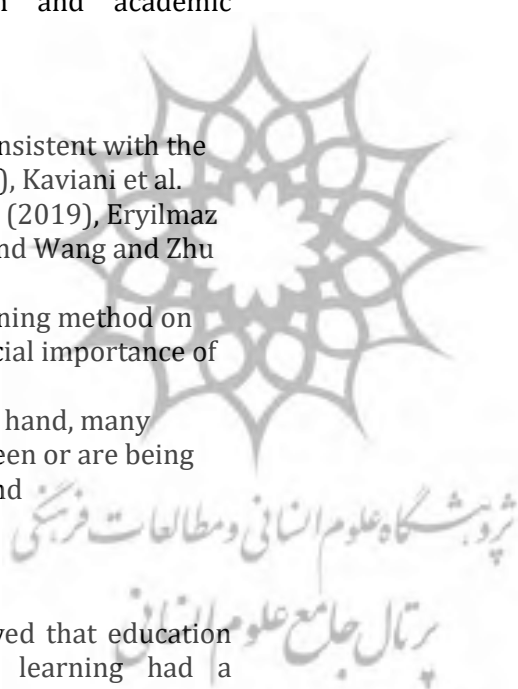 and academic
nsistent with the
), Kaviani et al.
(2019), Eryilmaz
nd Wang and Zhu
ning method on
cial importance of
hand, many
een or are being
nd
پژوهشگاه علوم انسانی و مطالعات فرهنگی
پرتال جامع علوم انسانی
ved that education
learning had a